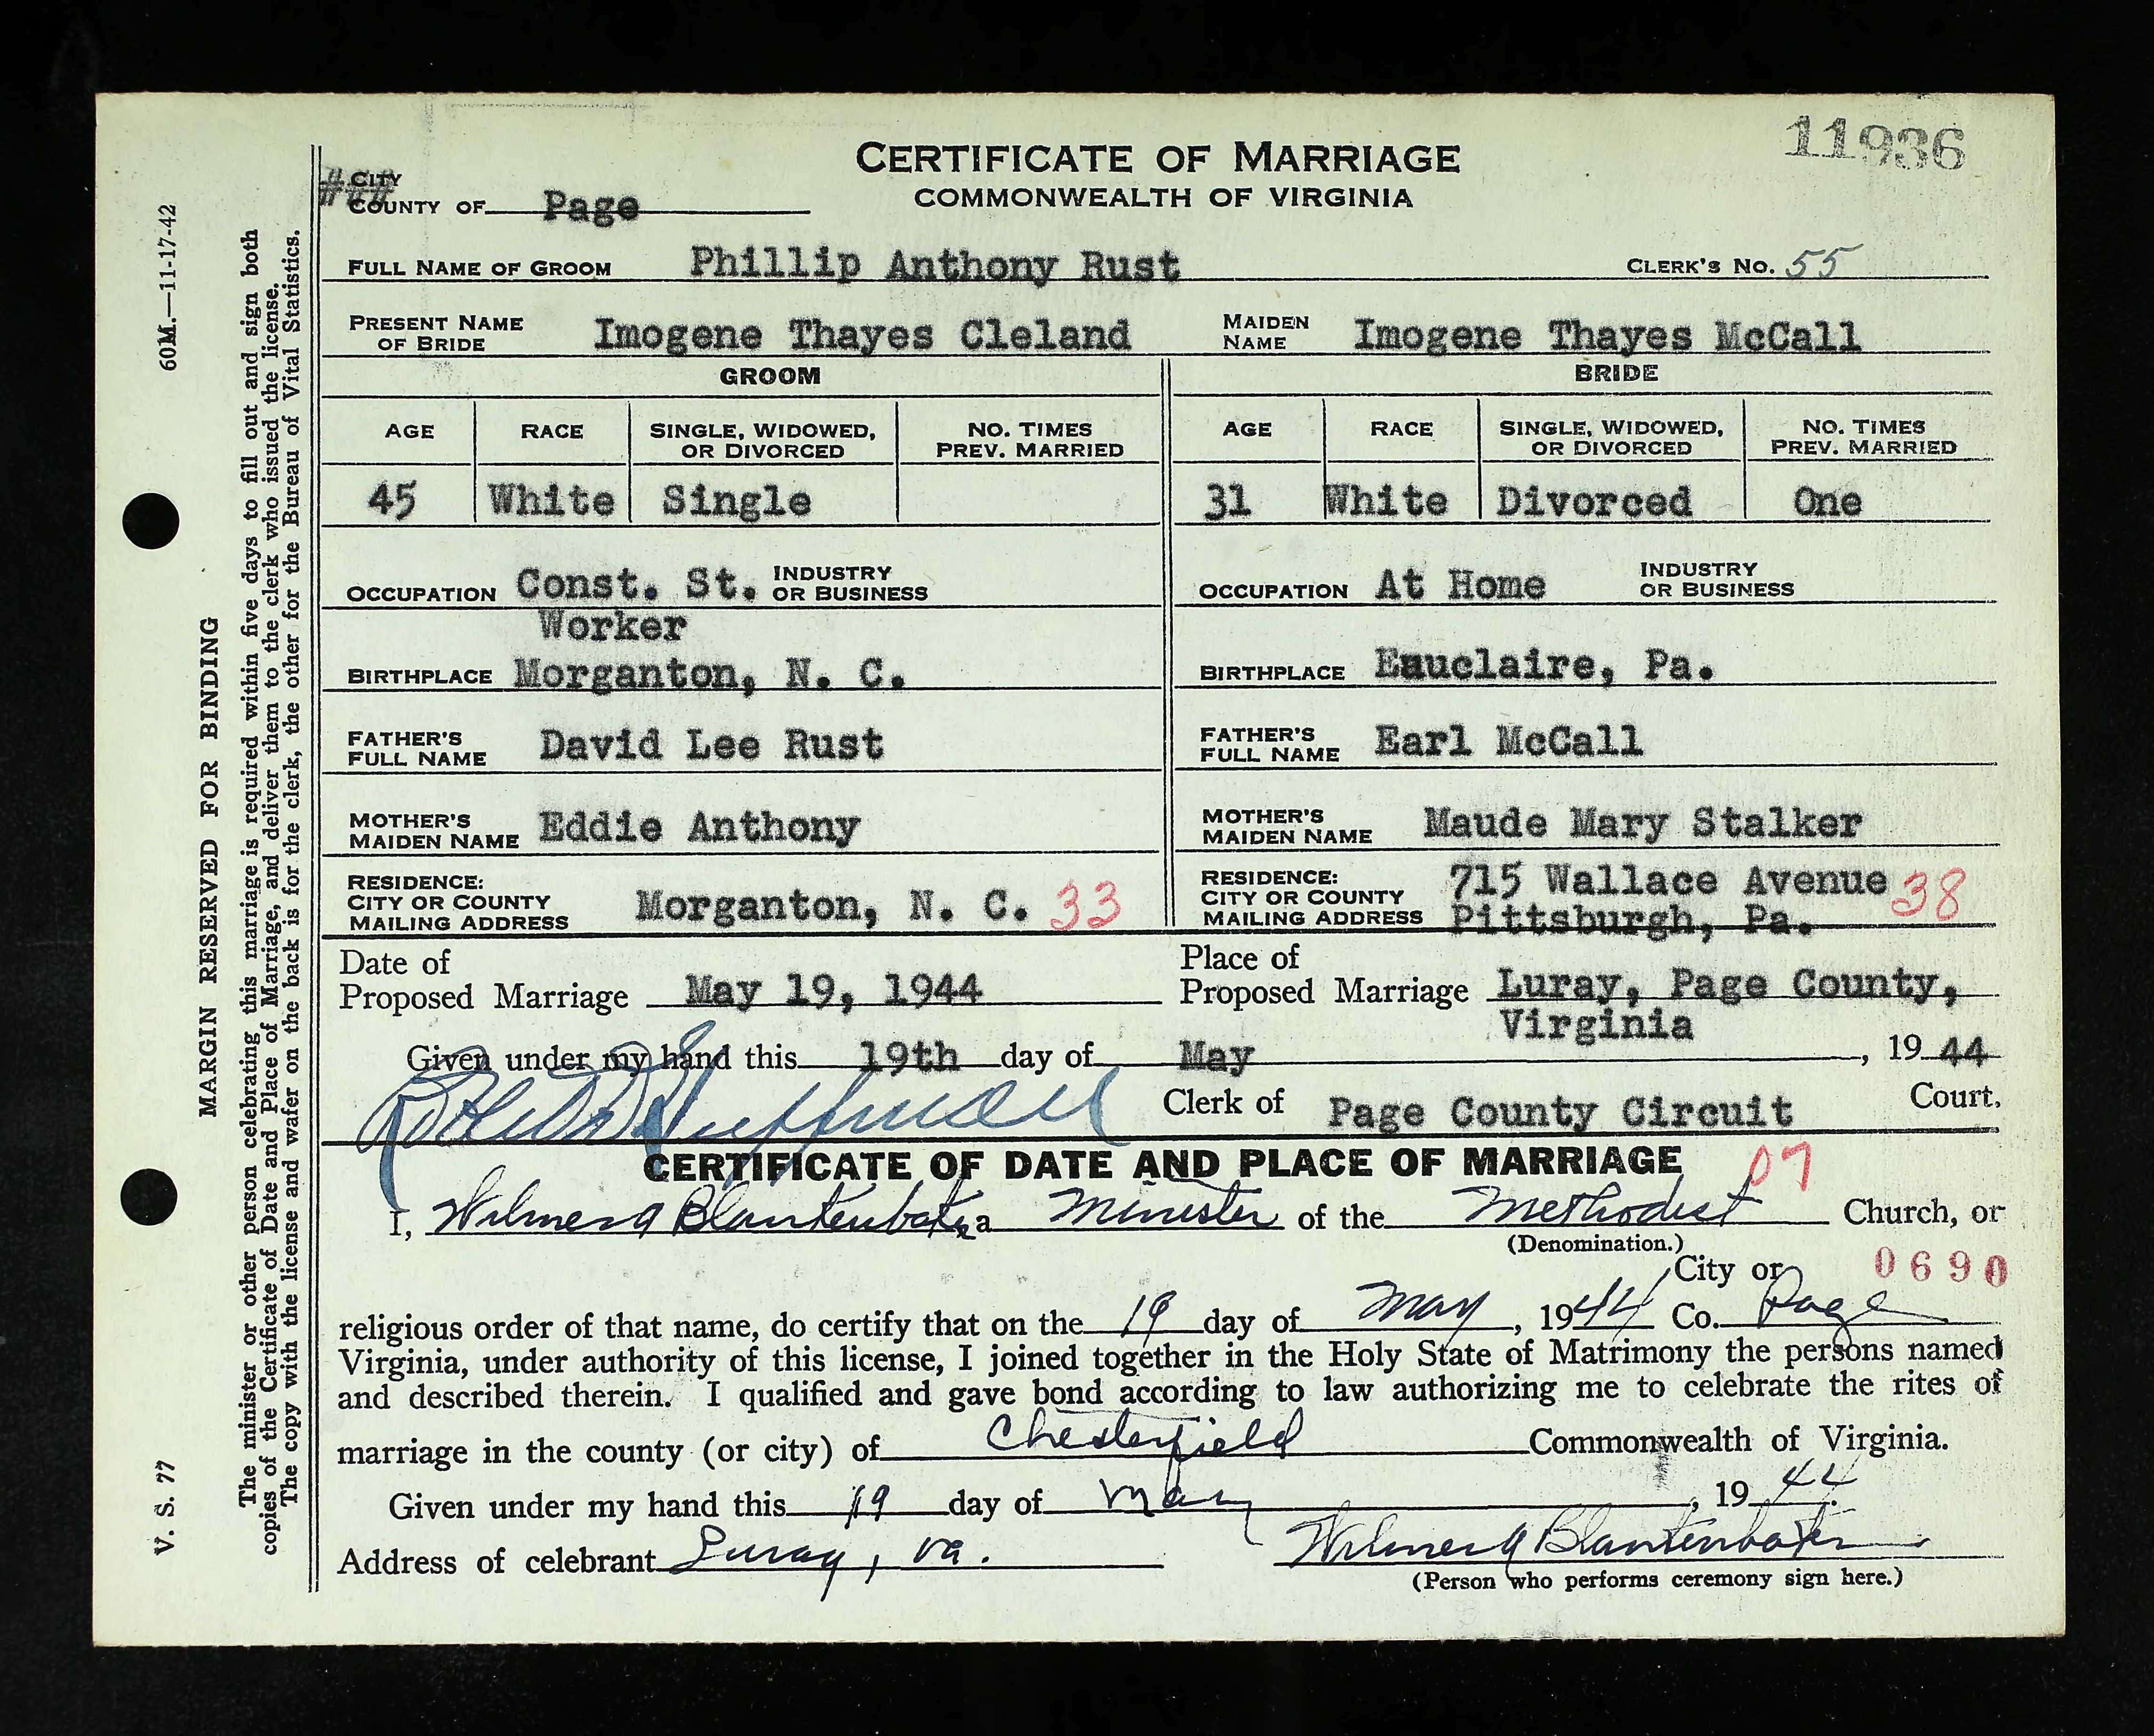 11936
CERTIFICATE OF MARRIAGE
COMMONWEALTH OF VIRGINIA
CITY
COUNTY OF Page
FULL NAME OF GROOM Phillip Anthony Rust CLERK'S NO. 55
PRESENT NAME OF BRIDE Imogene Thayes Cleland MAIDEN NAME Imogene Thayes McCall
GROOM BRIDE
AGE RACE SINGLE, WIDOWED, OR DIVORCED NO. TIMES PREV. MARRIED AGE RACE SINGLE, WIDOWED, OR DIVORCED NO. TIMES PREV. MARRIED
45 White Single 31 White Divorced One
OCCUPATION Const. St. Worker INDUSTRY OR BUSINESS OCCUPATION At Home INDUSTRY OR BUSINESS
BIRTHPLACE Morganton, N. C. BIRTHPLACE Eauclaire, Pa.
FATHER'S FULL NAME David Lee Rust FATHER'S FULL NAME Earl McCall
MOTHER'S MAIDEN NAME Eddie Anthony MOTHER'S MAIDEN NAME Maude Mary Stalker
RESIDENCE: CITY OR COUNTY MAILING ADDRESS Morganton, N. C. 33 RESIDENCE: CITY OR COUNTY MAILING ADDRESS 715 Wallace Avenue Pittsburgh, Pa. 38
Date of Proposed Marriage May 19, 1944 Place of Proposed Marriage Luray, Page County, Virginia
Given under my hand this 19th day of May, 1944
Clerk of Page County Circuit Court.
CERTIFICATE OF DATE AND PLACE OF MARRIAGE 07
I, a Minister of the Methodist Church, or
(Denomination.)
City or 0690
religious order of that name, do certify that on the 19 day of May, 1944 Co. Page
Virginia, under authority of this license, I joined together in the Holy State of Matrimony the persons named
and described therein. I qualified and gave bond according to law authorizing me to celebrate the rites of
marriage in the county (or city) of Chesterfield Commonwealth of Virginia.
Given under my hand this 19 day of May, 1944.
Address of celebrant Luray, Va.
(Person who performs ceremony sign here.)
60M.—11-17-42
MARGIN RESERVED FOR BINDING
V. S. 77
The minister or other person celebrating this marriage is required within five days to fill out and sign both
copies of the Certificate of Date and Place of Marriage, and deliver them to the clerk who issued the license.
The copy with the license and wafer on the back is for the clerk, the other for the Bureau of Vital Statistics.